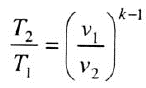 T₂/T₁ = (v₁/v₂)^(k−1)